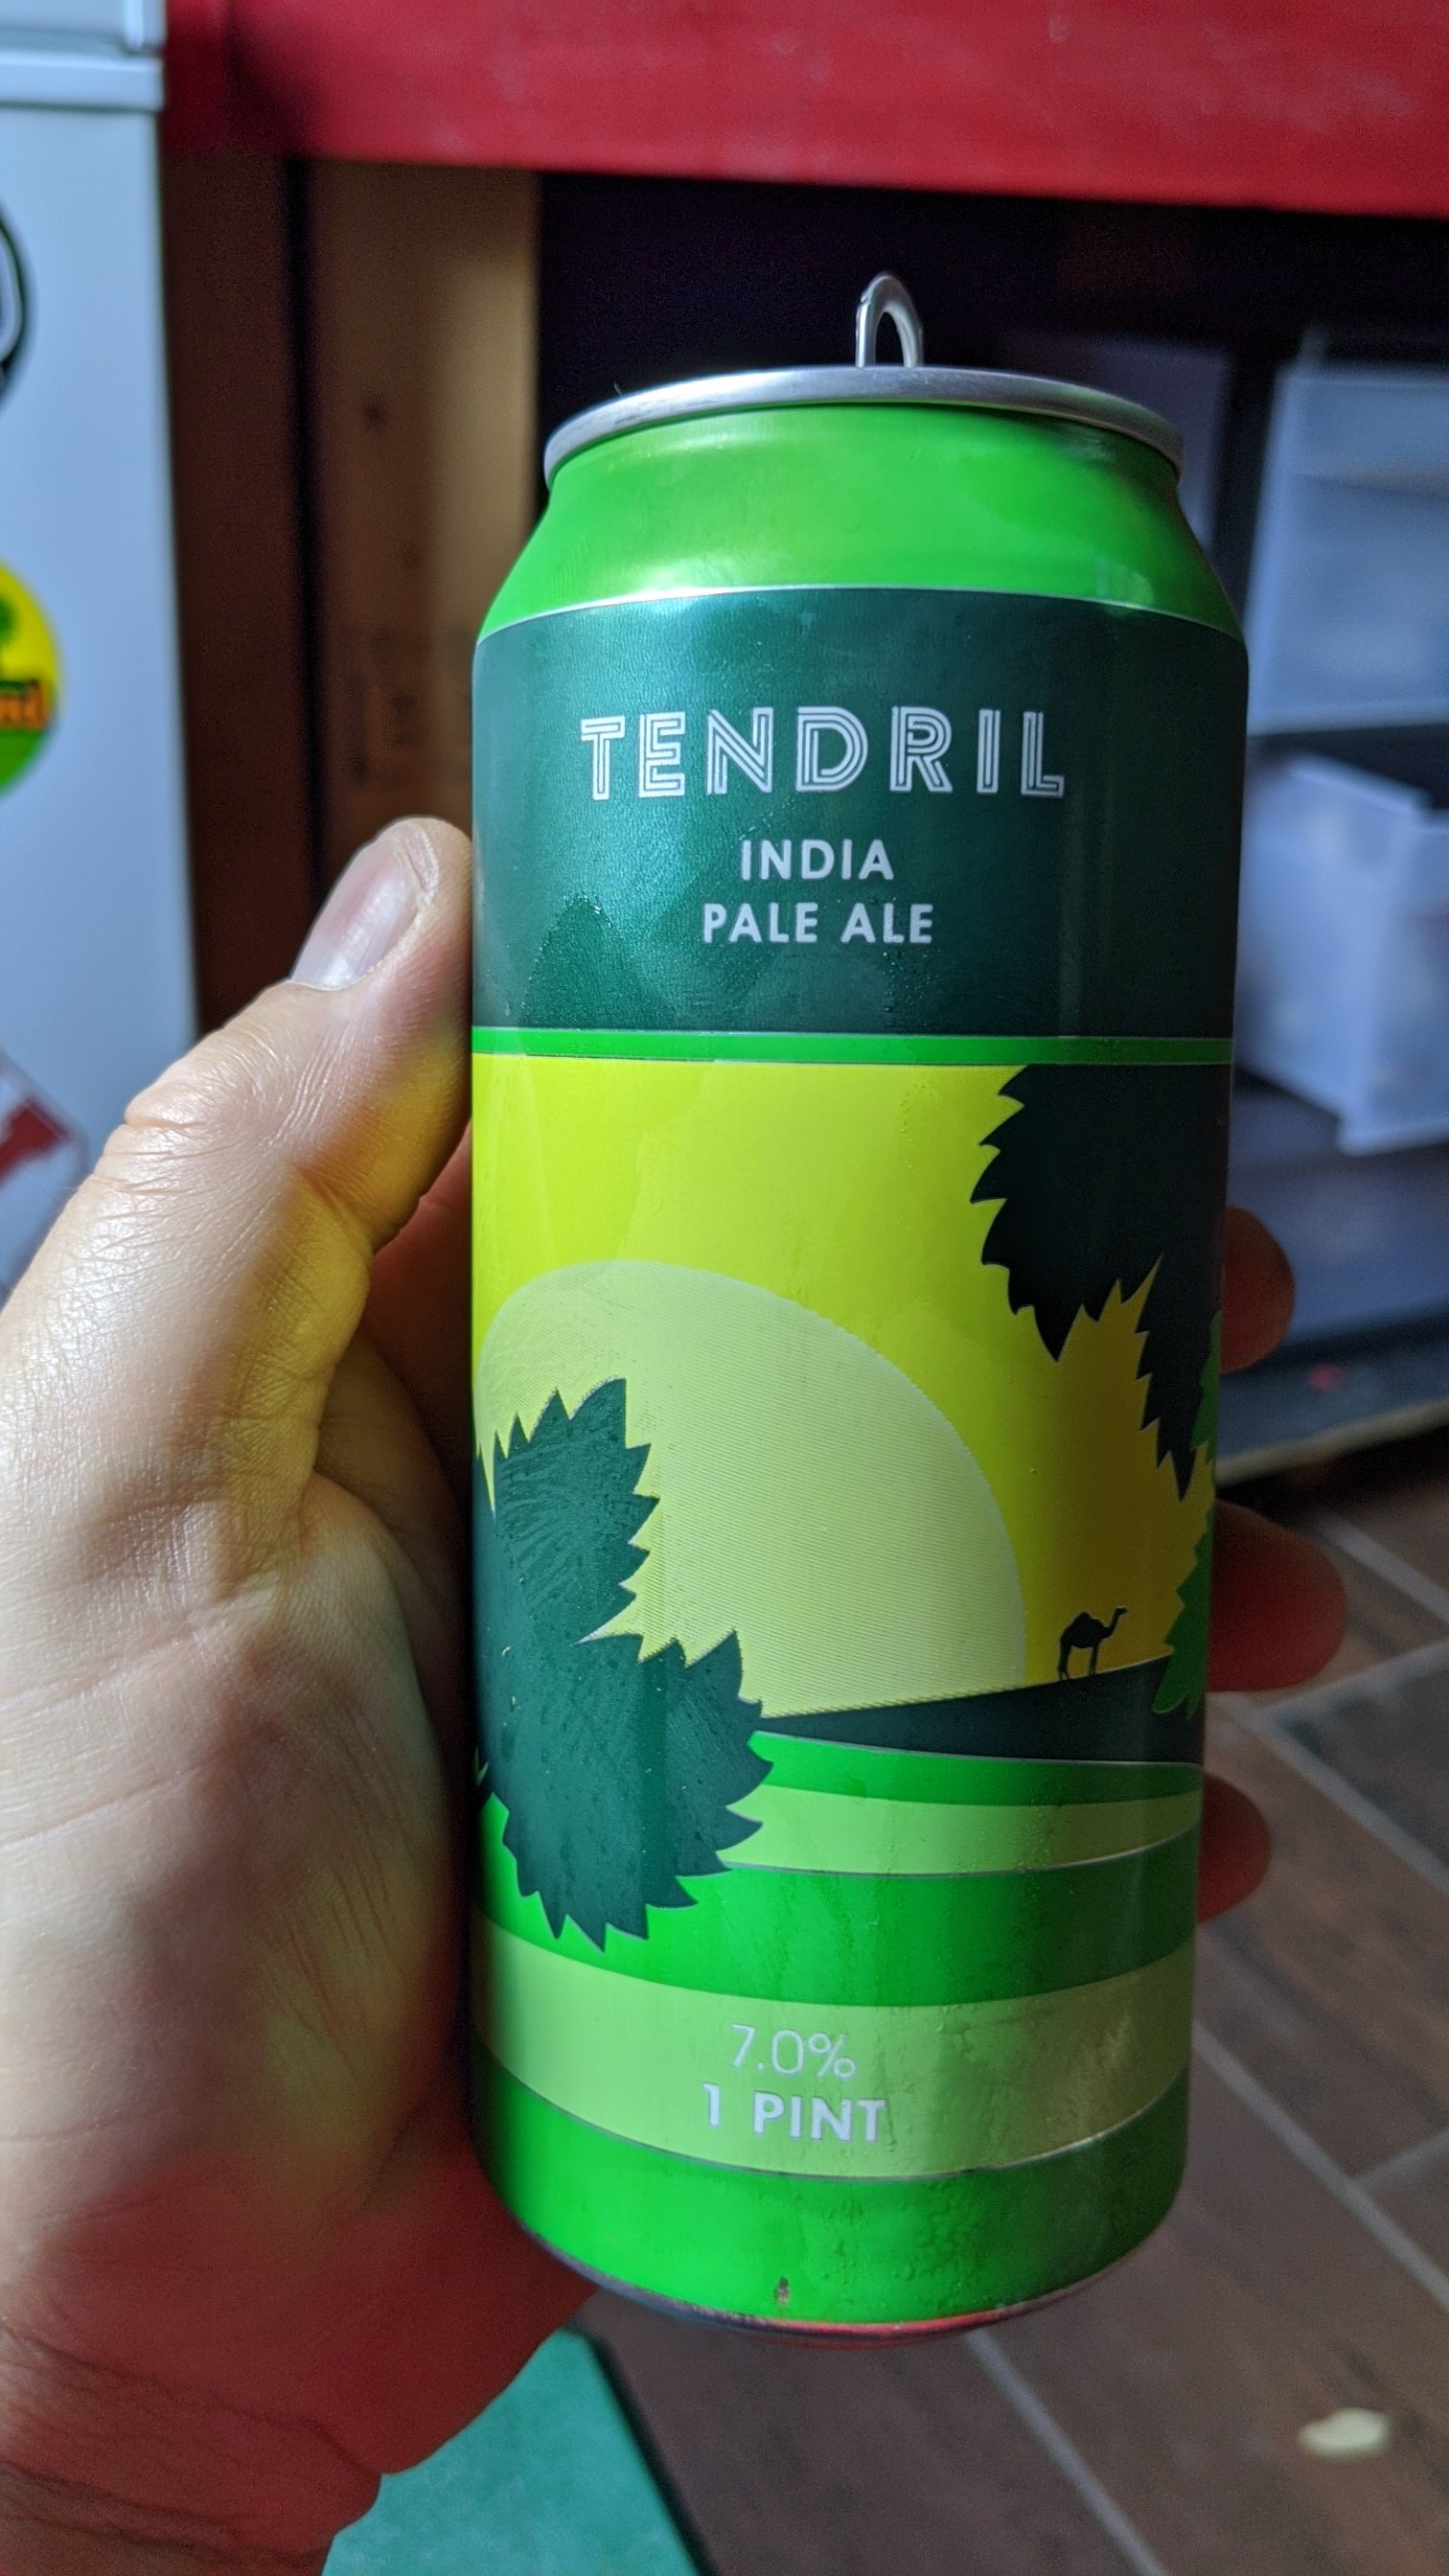 TENDRIL
INDIA
PALE ALE
7.0%
1 PINT